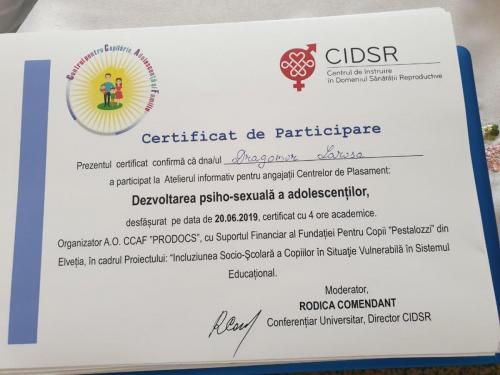 Centrul pentru Copilărie, Adolescență și Familie
CIDSR
Centrul de instruire
în Domeniul Sănătății Reproductive
Certificat de Participare
Prezentul certificat confirmă că dna/ul Dragomir Larisa
a participat la Atelierul informativ pentru angajații Centrelor de Plasament:
Dezvoltarea psiho-sexuală a adolescenților,
desfășurat pe data de 20.06.2019, certificat cu 4 ore academice.
Organizator A.O. CCAF "PRODOCS", cu Suportul Financiar al Fundației Pentru Copii "Pestalozzi" din
Elveția, în cadrul Proiectului: "Incluziunea Socio-Școlară a Copiilor în Situație Vulnerabilă în Sistemul
Educațional.
Moderator,
RODICA COMENDANT
Conferențiar Universitar, Director CIDSR